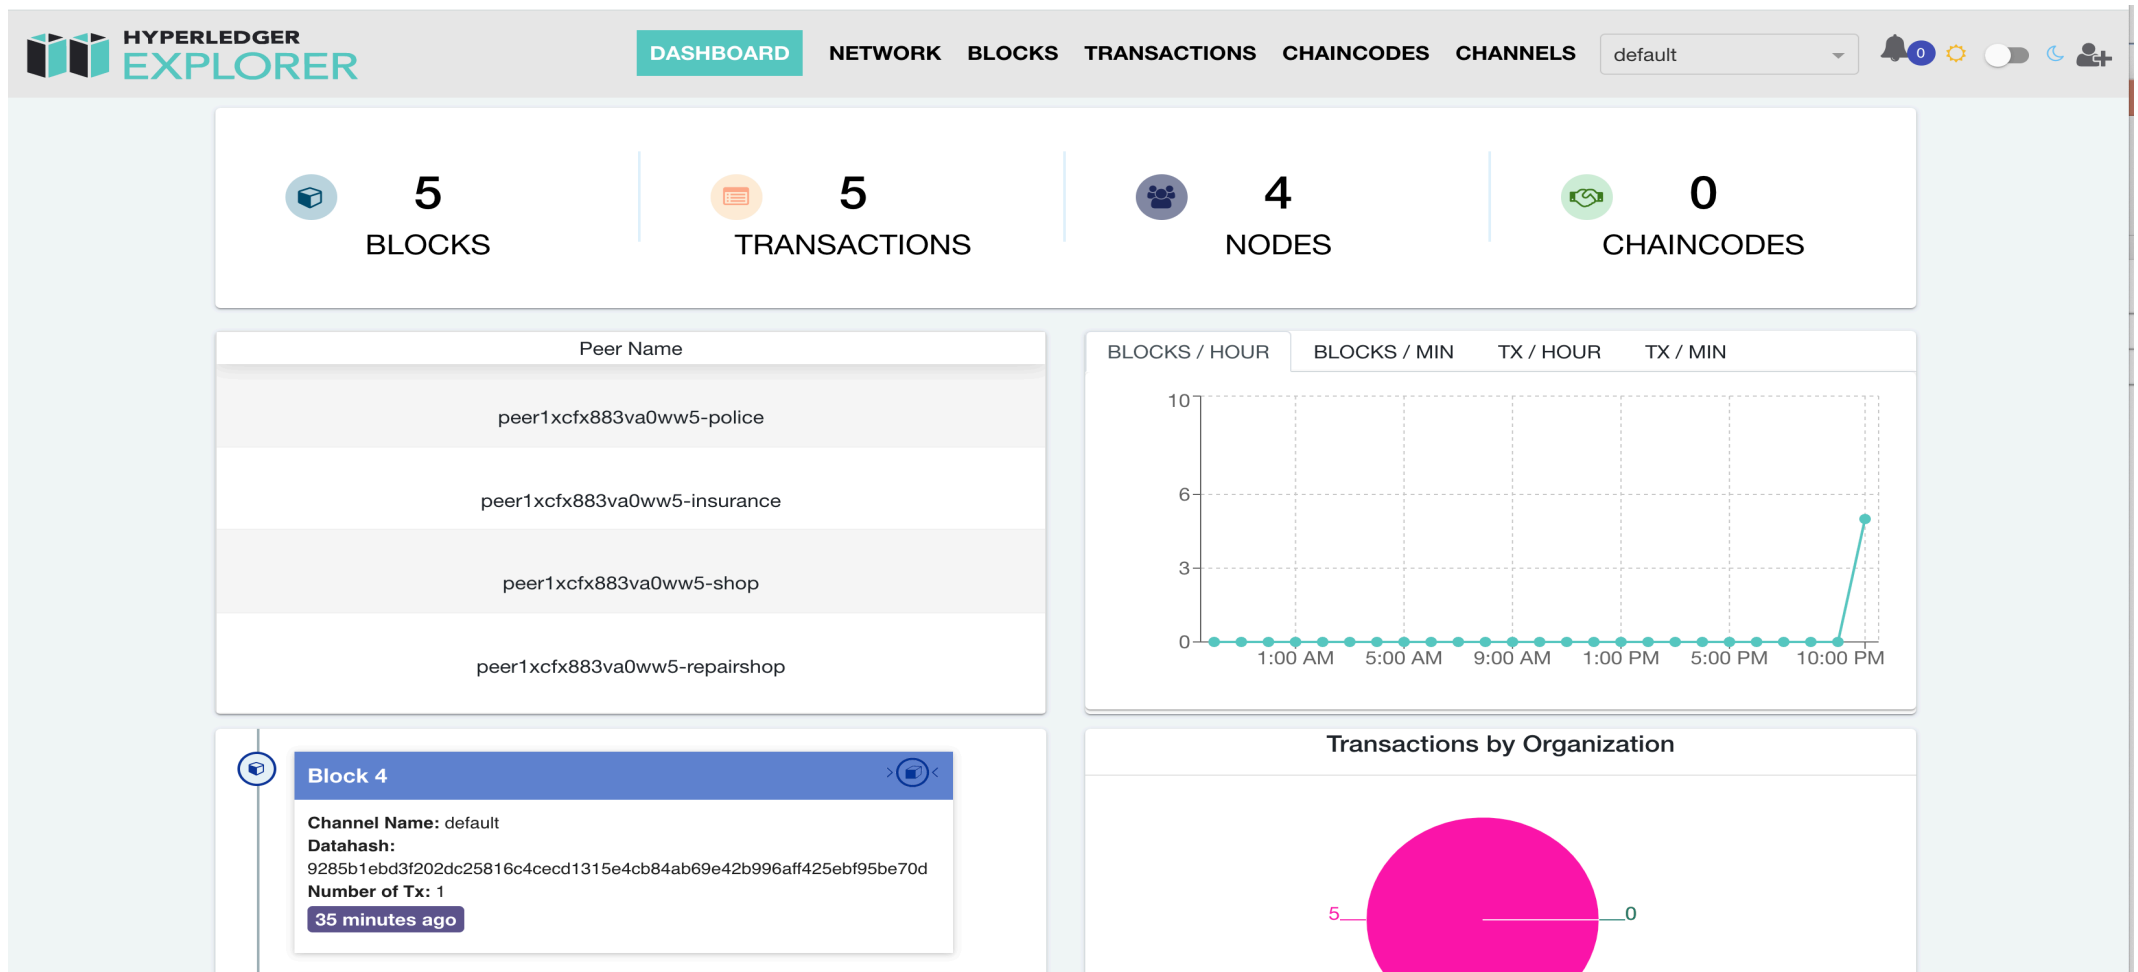 HYPERLEDGER
EXPLORER
DASHBOARD NETWORK BLOCKS TRANSACTIONS CHAINCODES CHANNELS default 0
5 5 4 0
BLOCKS TRANSACTIONS NODES CHAINCODES
Peer Name
peer1xcfx883va0ww5-police
peer1xcfx883va0ww5-insurance
peer1xcfx883va0ww5-shop
peer1xcfx883va0ww5-repairshop
BLOCKS / HOUR BLOCKS / MIN TX / HOUR TX / MIN
10
6
3
0
1:00 AM 5:00 AM 9:00 AM 1:00 PM 5:00 PM 10:00 PM
Block 4
Channel Name: default
Datahash:
9285b1ebd3f202dc25816c4cecd1315e4cb84ab69e42b996aff425ebf95be70d
Number of Tx: 1
35 minutes ago
Transactions by Organization
5 0